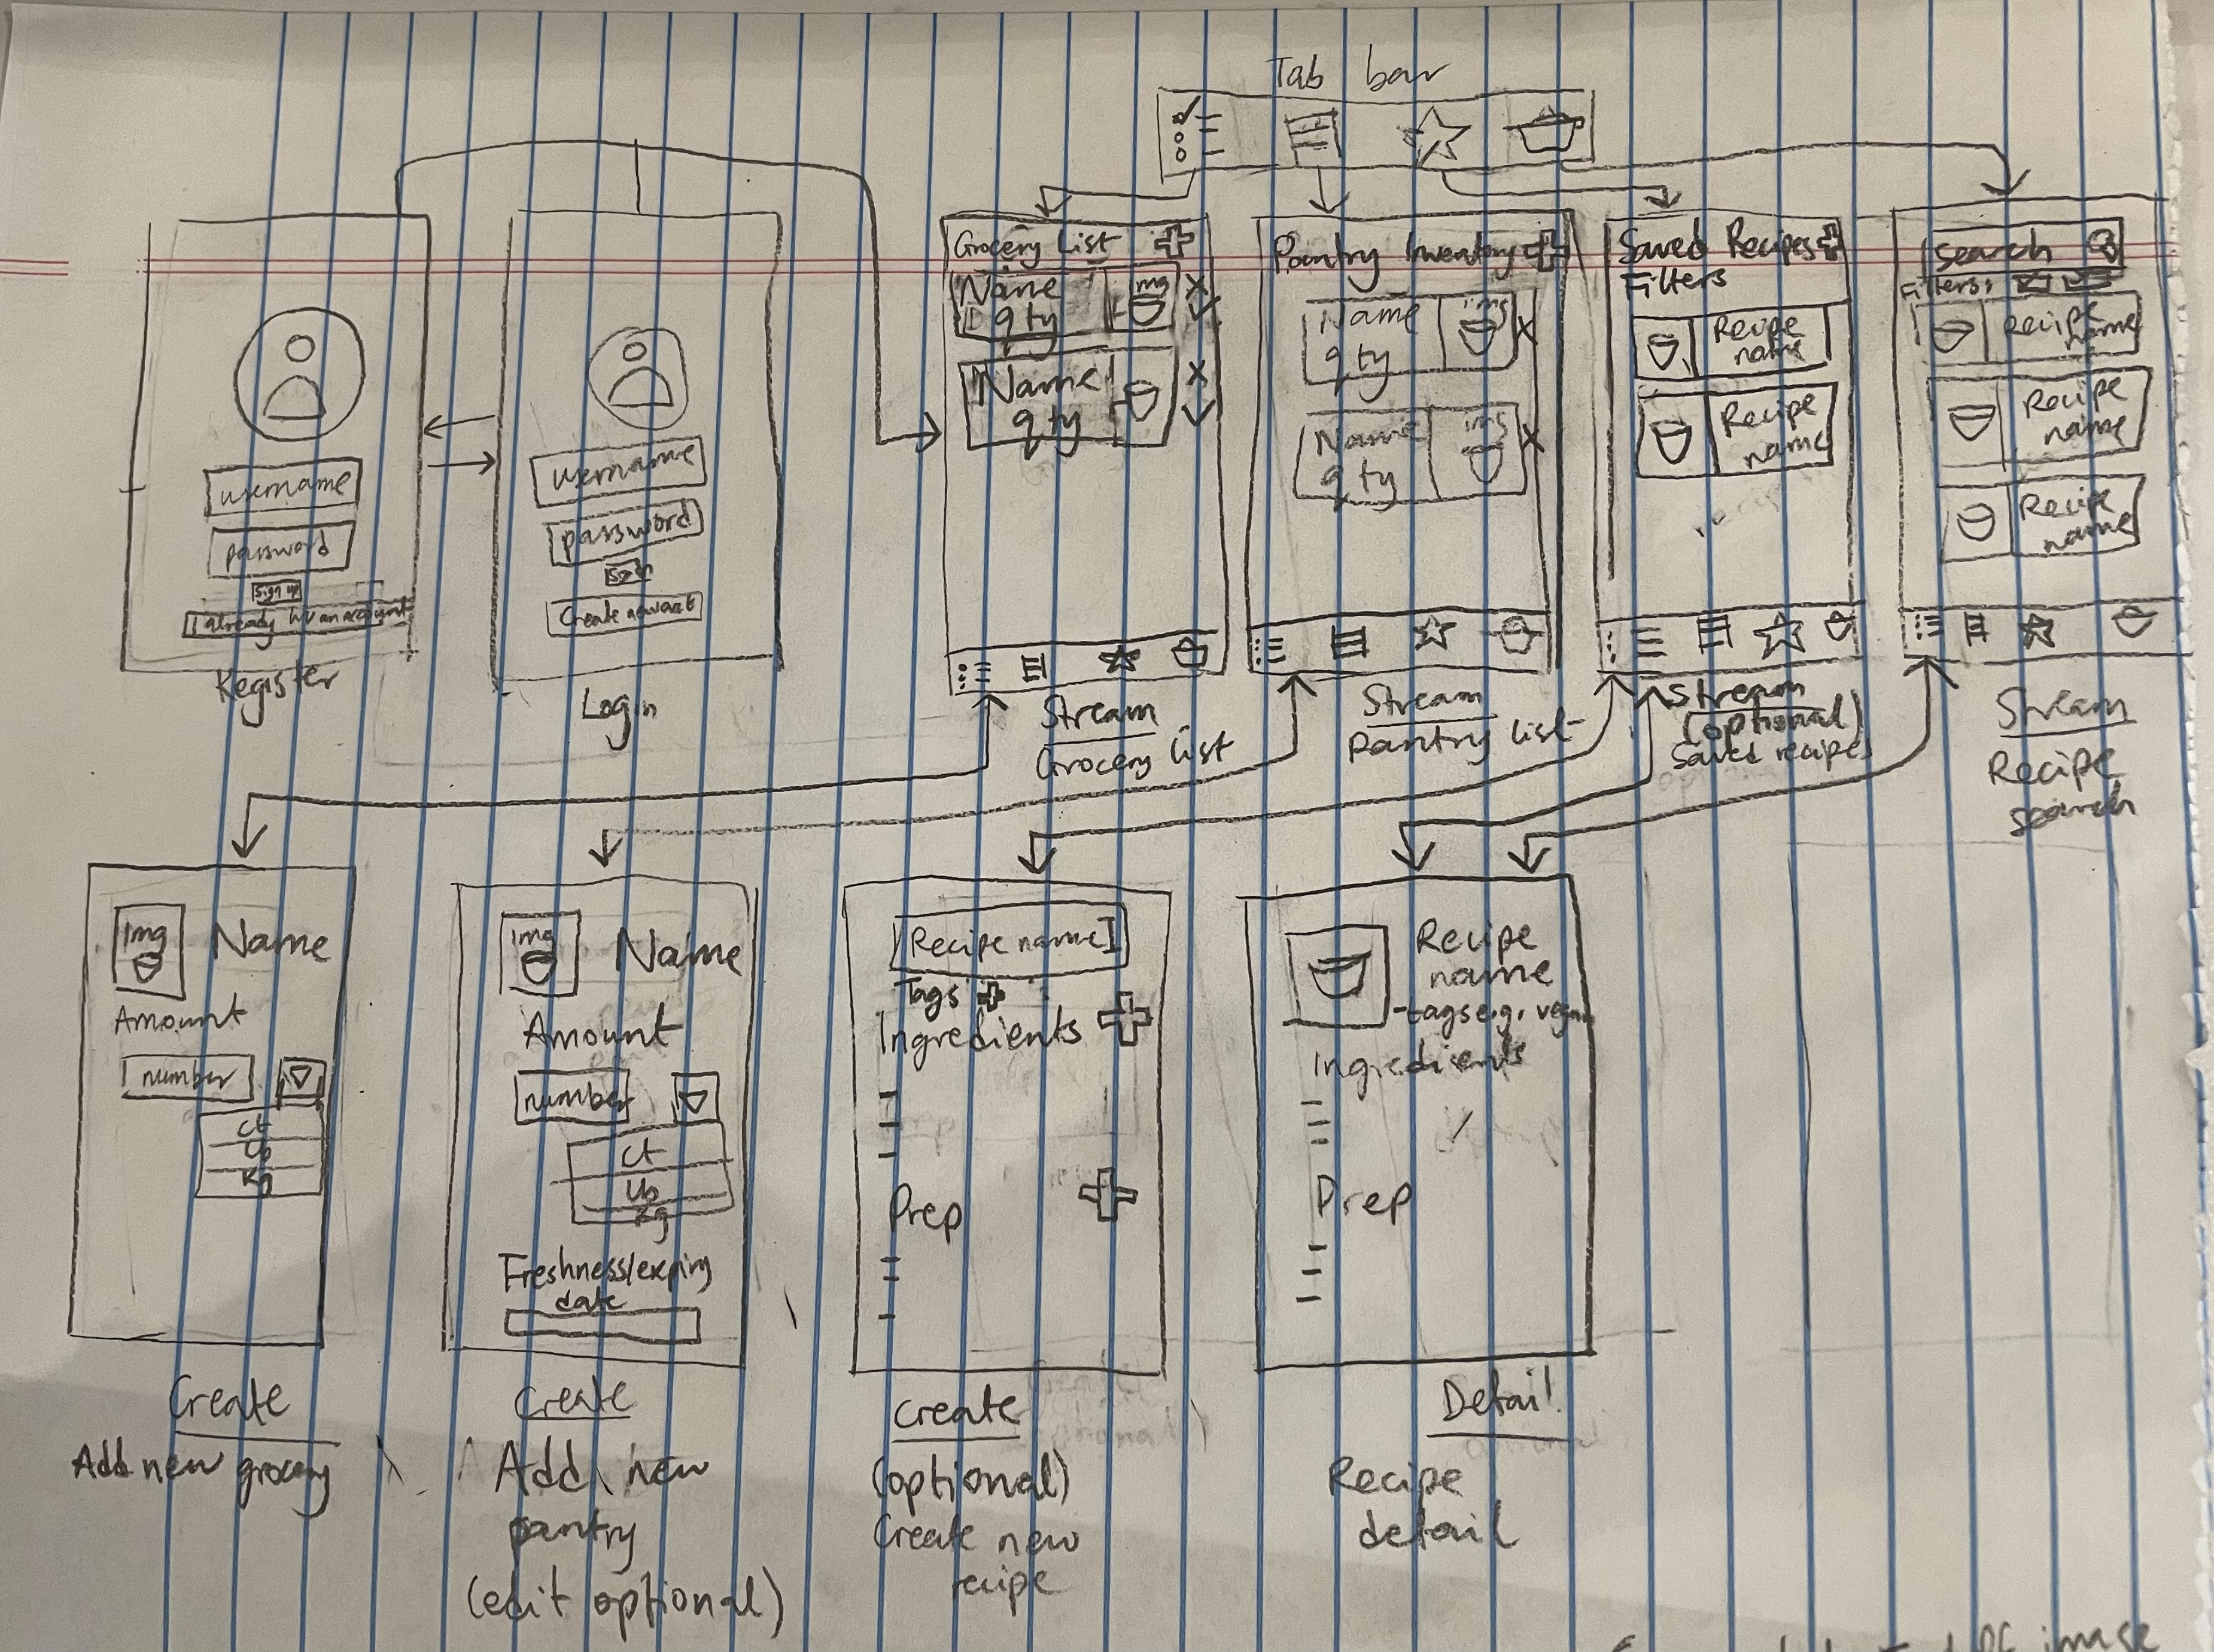 Tab bar
Grocery List
Name
qty
img
Name
qty
Pantry Inventory
Name
qty
img
Name
qty
img
Saved Recipes
Filters
Recipe
name
Recipe
name
search
Filters:
Recipe
name
Recipe
name
Recipe
name
username
password
Sign up
I already hv an account
Register
username
password
Create new acct
Login
Stream
Grocery list
Stream
Pantry list
Stream
(optional)
Saved recipes
Stream
Recipe
search
Img
Name
Amount
number
Ct
Lb
Kg
Create
Add new grocery
Img
Name
Amount
number
Ct
Lb
Kg
Freshness/expiry
date
Create
Add new
pantry
(edit optional)
Recipe name
Tags
Ingredients
Prep
Create
(optional)
Create new
recipe
Recipe
name
-tags e.g. vegan
Ingredients
Prep
Detail
Recipe
detail
of image